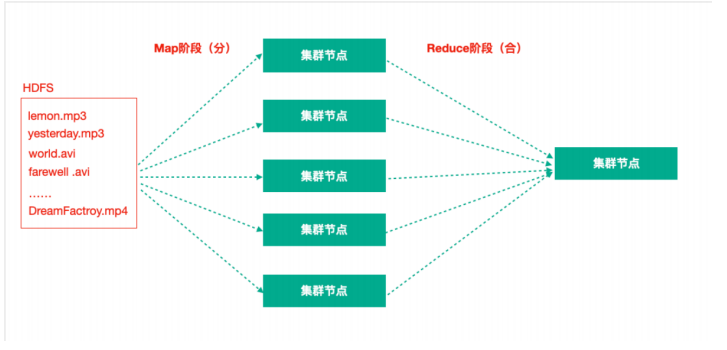 Map阶段（分）
Reduce阶段（合）
集群节点
HDFS
lemon.mp3
yesterday.mp3
world.avi
farewell .avi
......
DreamFactroy.mp4
集群节点
集群节点
集群节点
集群节点
集群节点